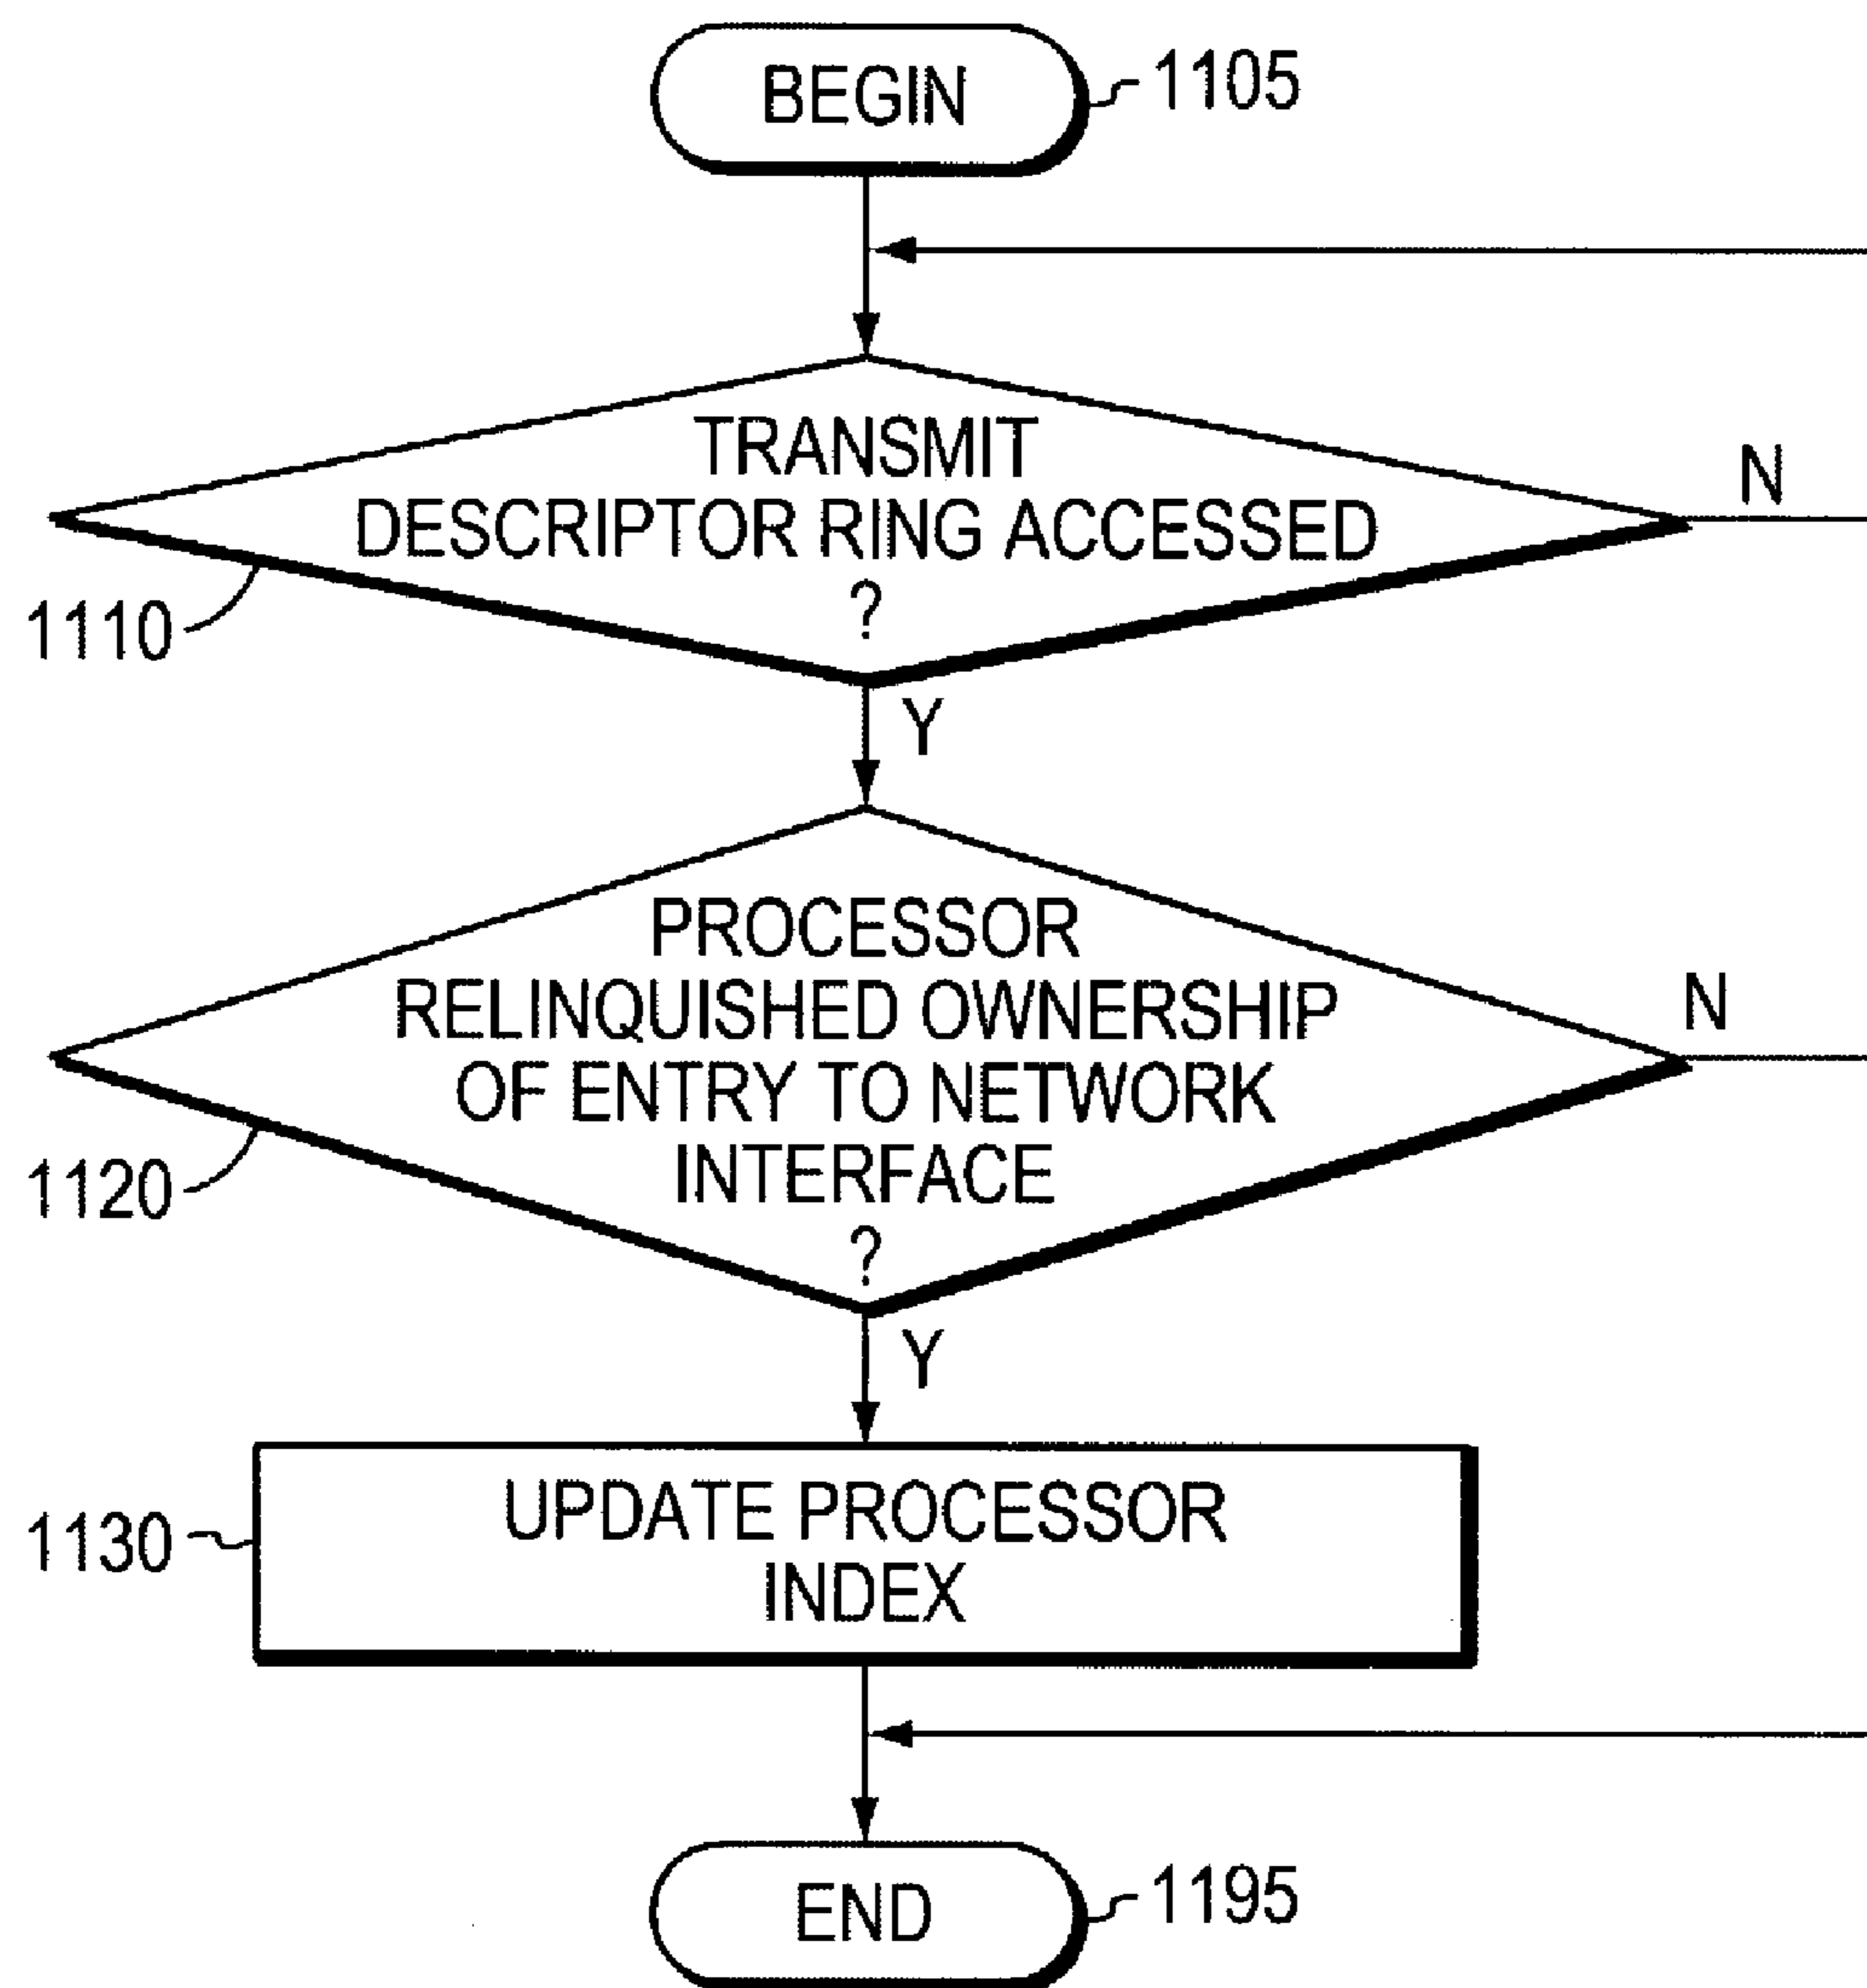 BEGIN
1105
TRANSMIT
DESCRIPTOR RING ACCESSED
?
N
1110
Y
PROCESSOR
RELINQUISHED OWNERSHIP
OF ENTRY TO NETWORK
INTERFACE
?
N
1120
Y
UPDATE PROCESSOR
INDEX
1130
END
1195